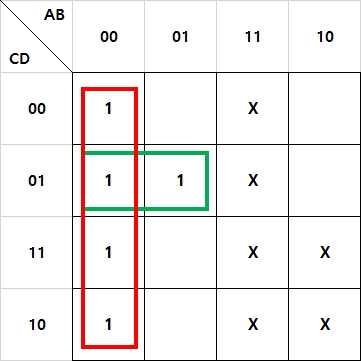 AB
CD 00 01 11 10
00 1 X
01 1 1 X
11 1 X X
10 1 X X